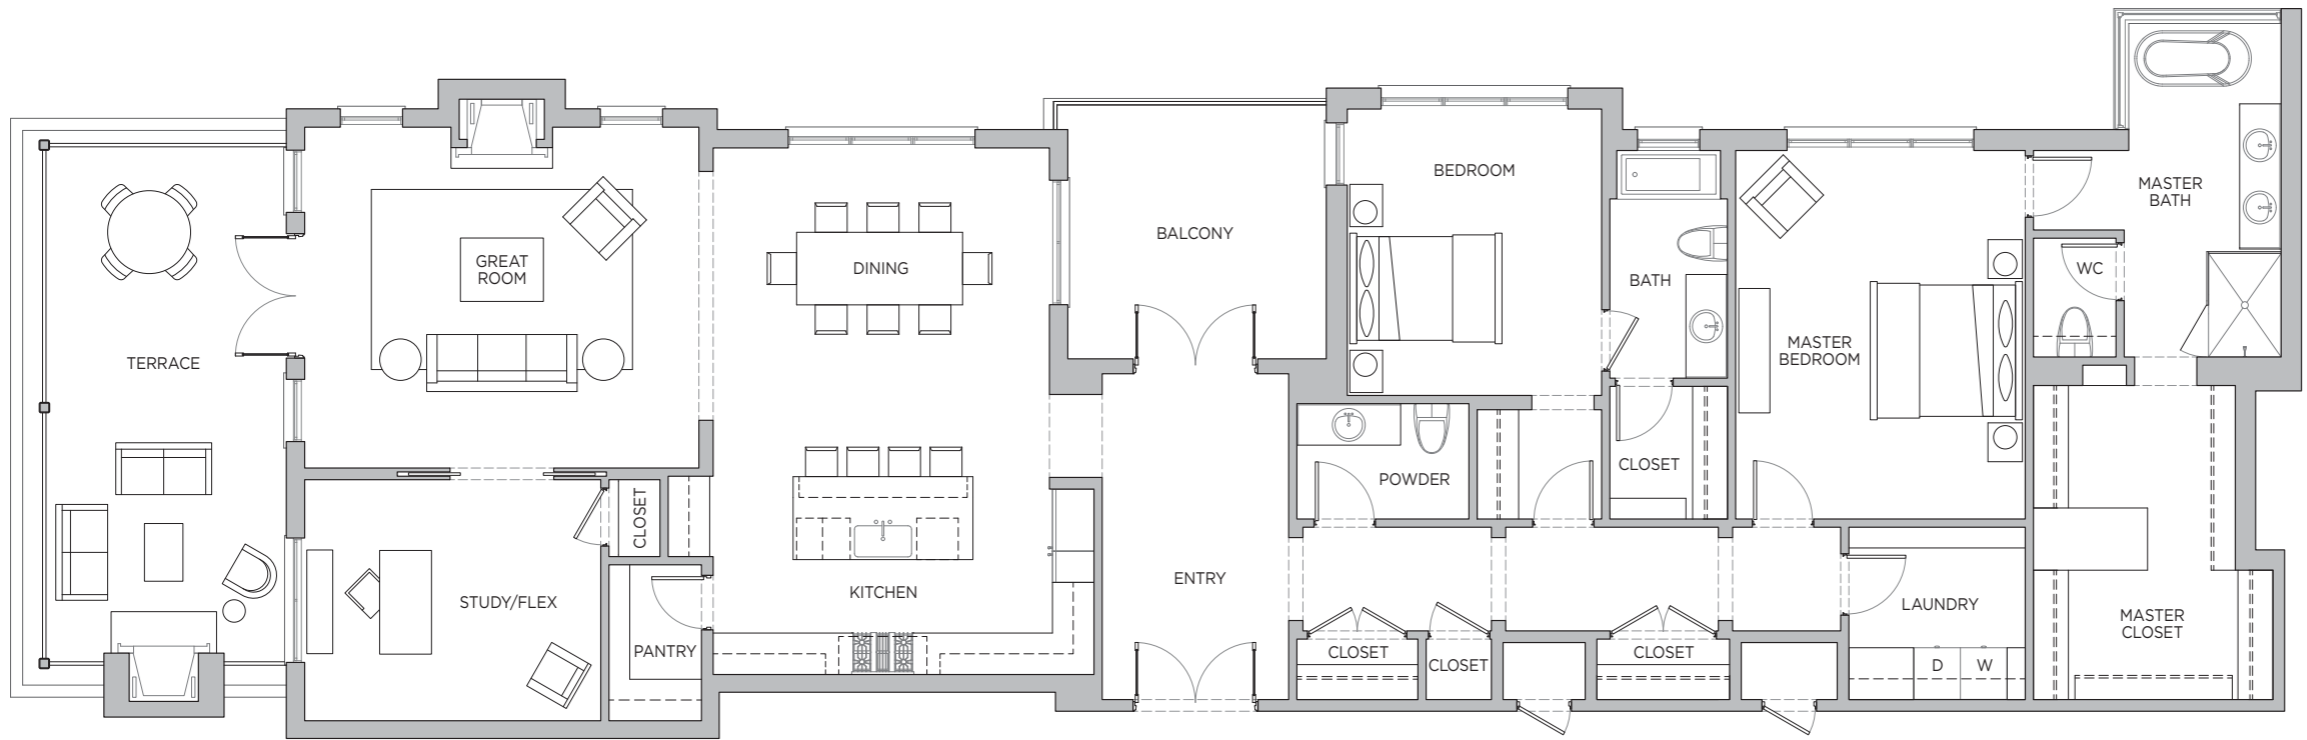 TERRACE
GREAT
ROOM
STUDY/FLEX
CLOSET
PANTRY
DINING
KITCHEN
BALCONY
ENTRY
BEDROOM
POWDER
BATH
CLOSET
CLOSET
CLOSET
CLOSET
MASTER
BEDROOM
LAUNDRY
D
W
MASTER
BATH
WC
MASTER
CLOSET